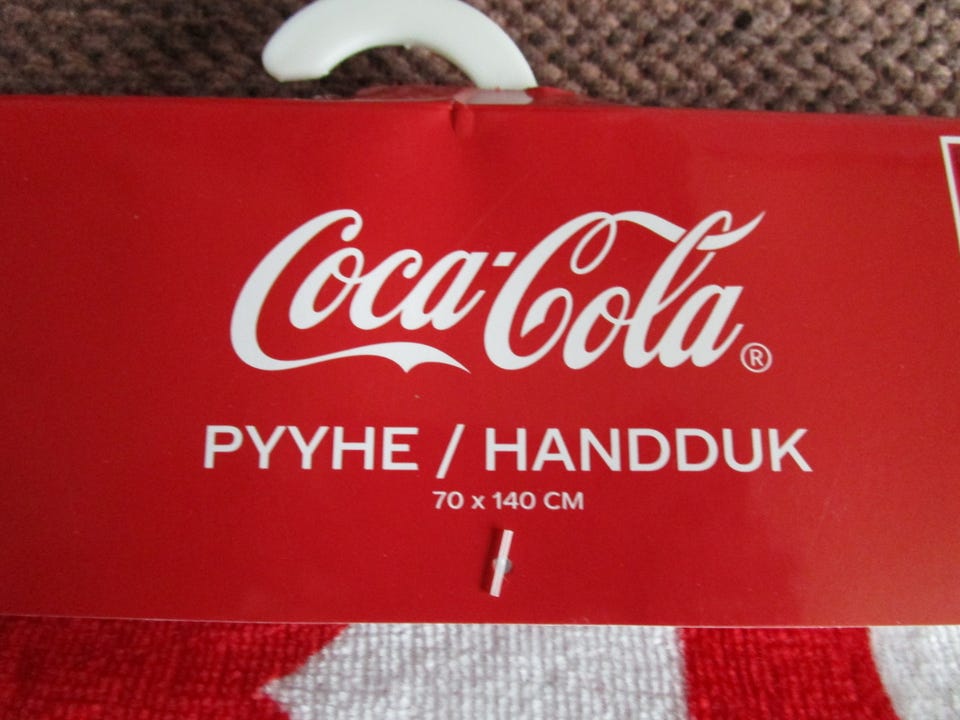 Coca-Cola®
PYYHE / HANDDUK
70 x 140 CM